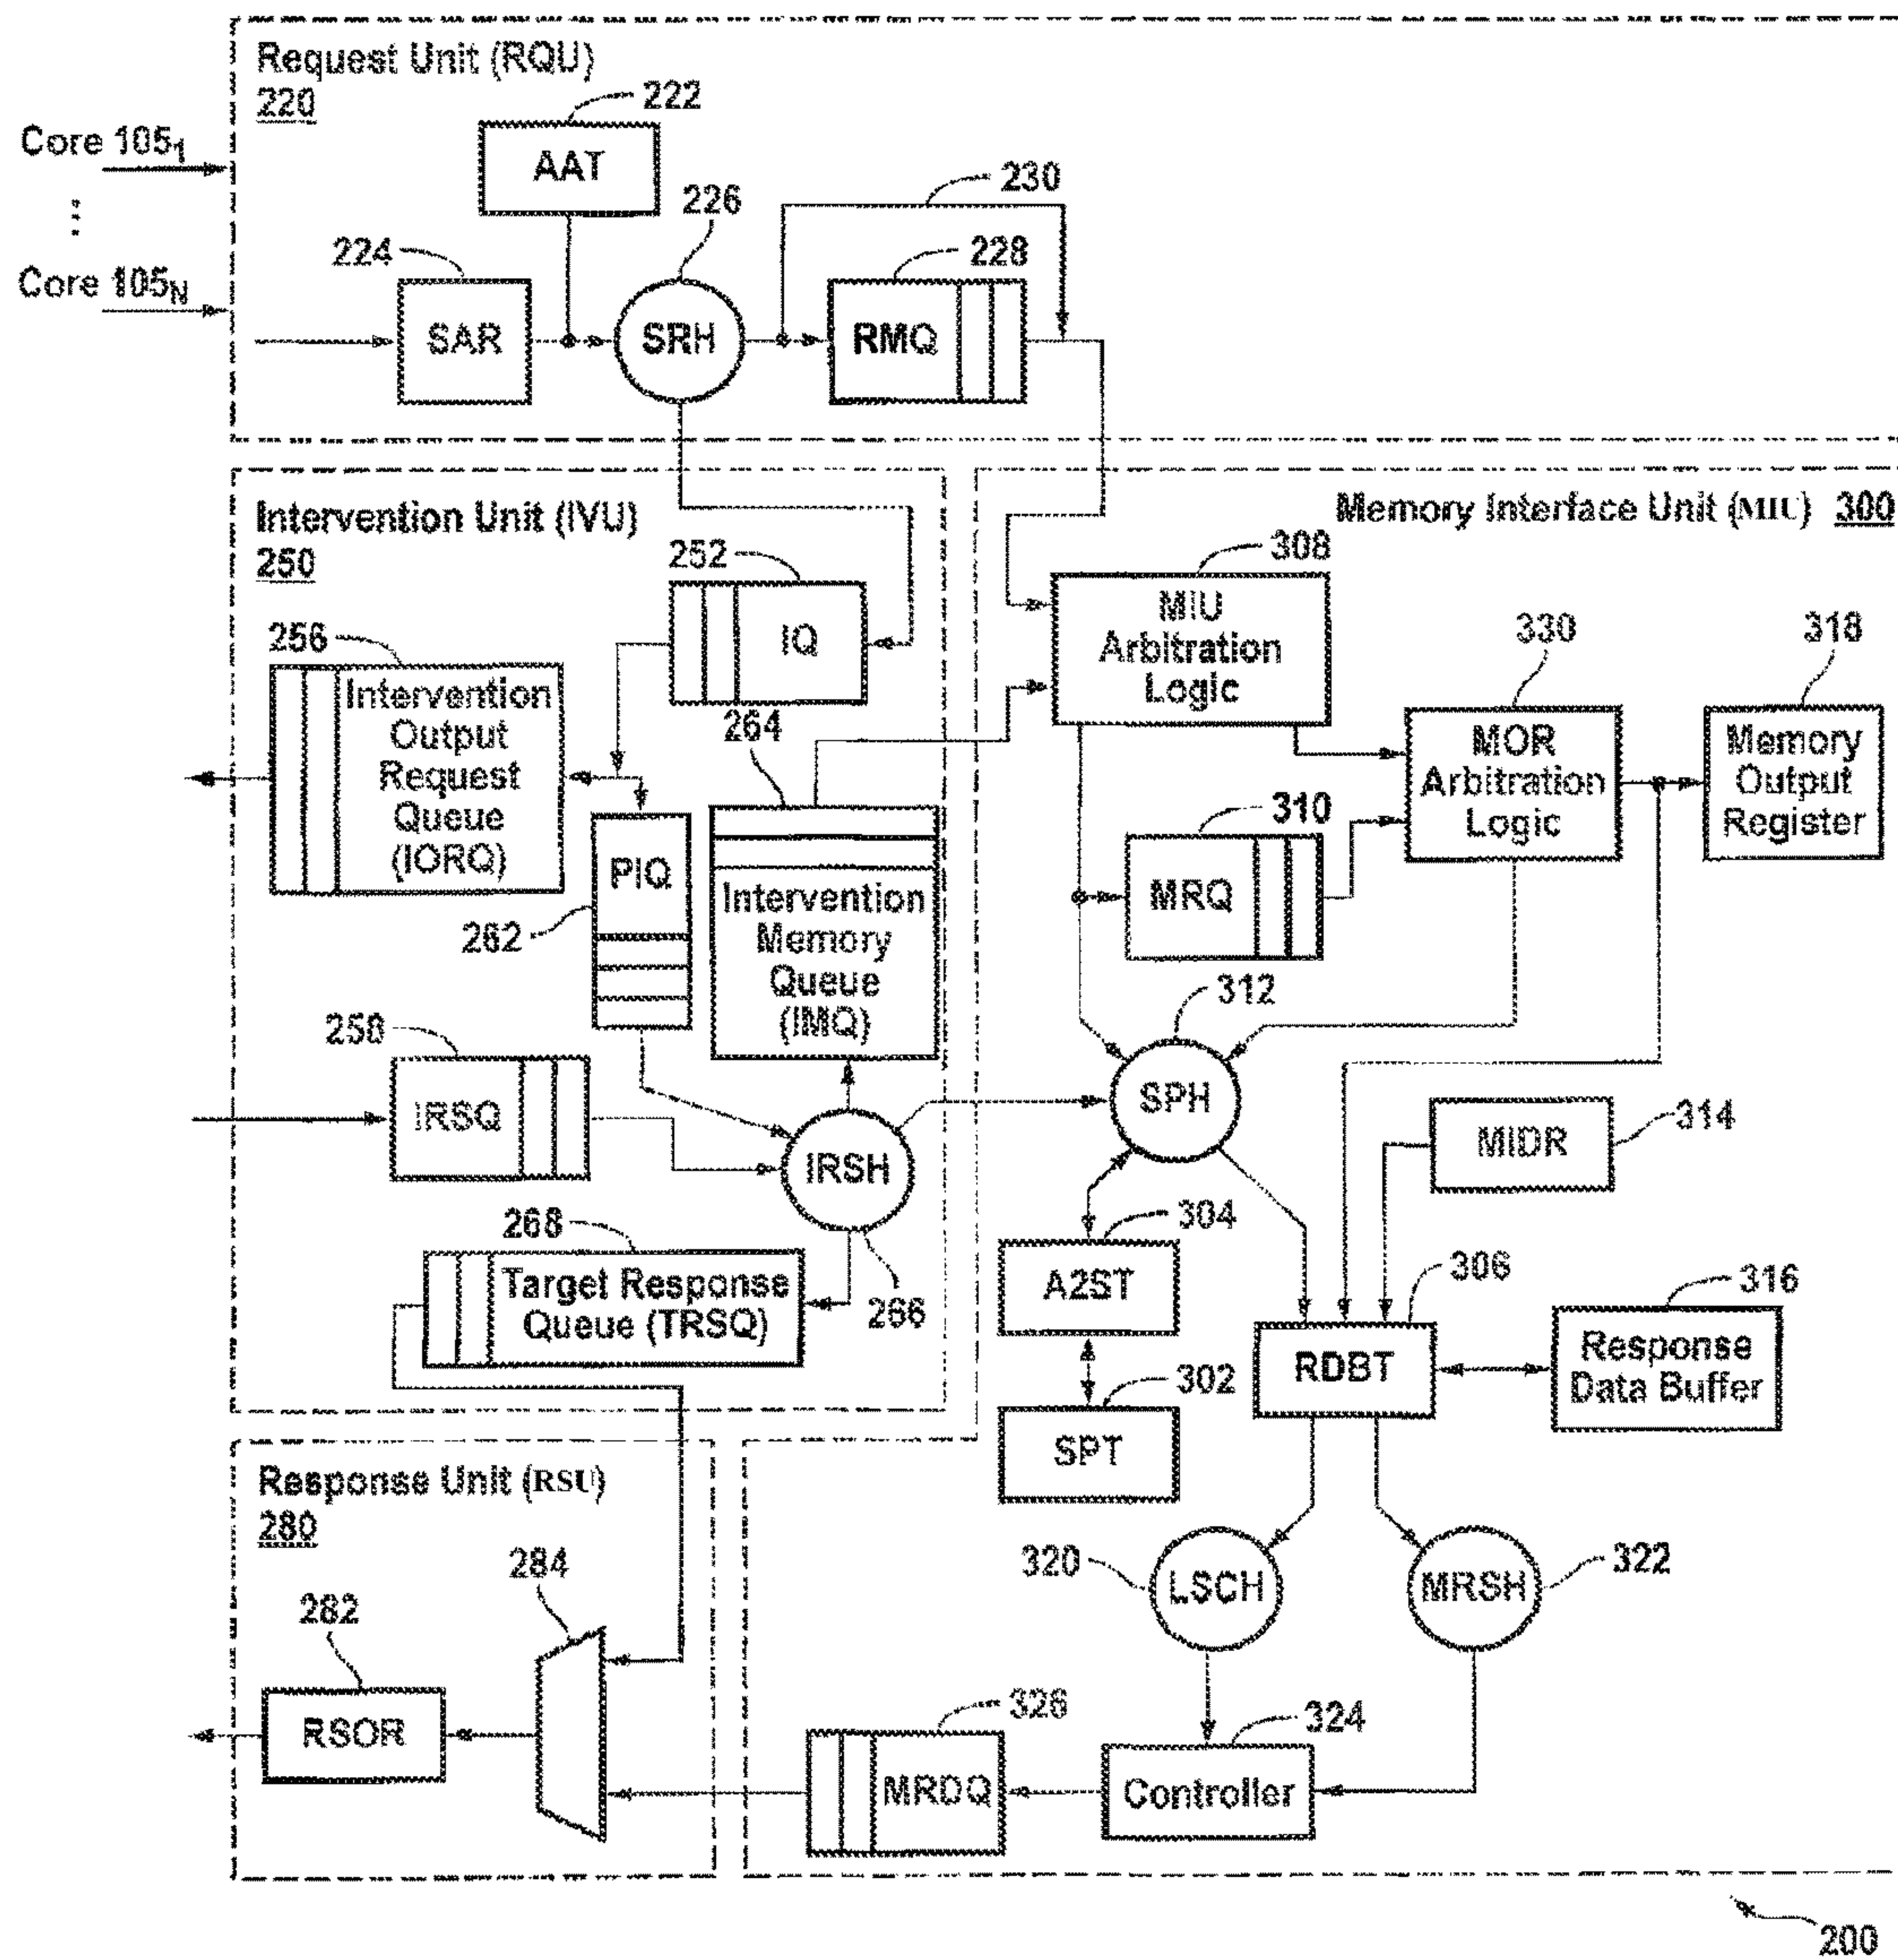 Request Unit (RQU)
220
Core 105₁
Core 105N
222
AAT
224
SAR
226
SRH
230
228
RMQ
Intervention Unit (IVU)
250
252
IQ
256
Intervention
Output
Request
Queue
(IORQ)
264
PIQ
262
Intervention
Memory
Queue
(IMQ)
258
IRSQ
IRSH
266
268
Target Response
Queue (TRSQ)
Memory Interface Unit (MIU) 300
308
MIU
Arbitration
Logic
330
MOR
Arbitration
Logic
318
Memory
Output
Register
310
MRQ
312
SPH
MIDR
314
304
A2ST
302
SPT
306
RDBT
316
Response
Data Buffer
320
LSCH
MRSH
322
324
Controller
326
MRDQ
Response Unit (RSU)
280
284
282
RSOR
200